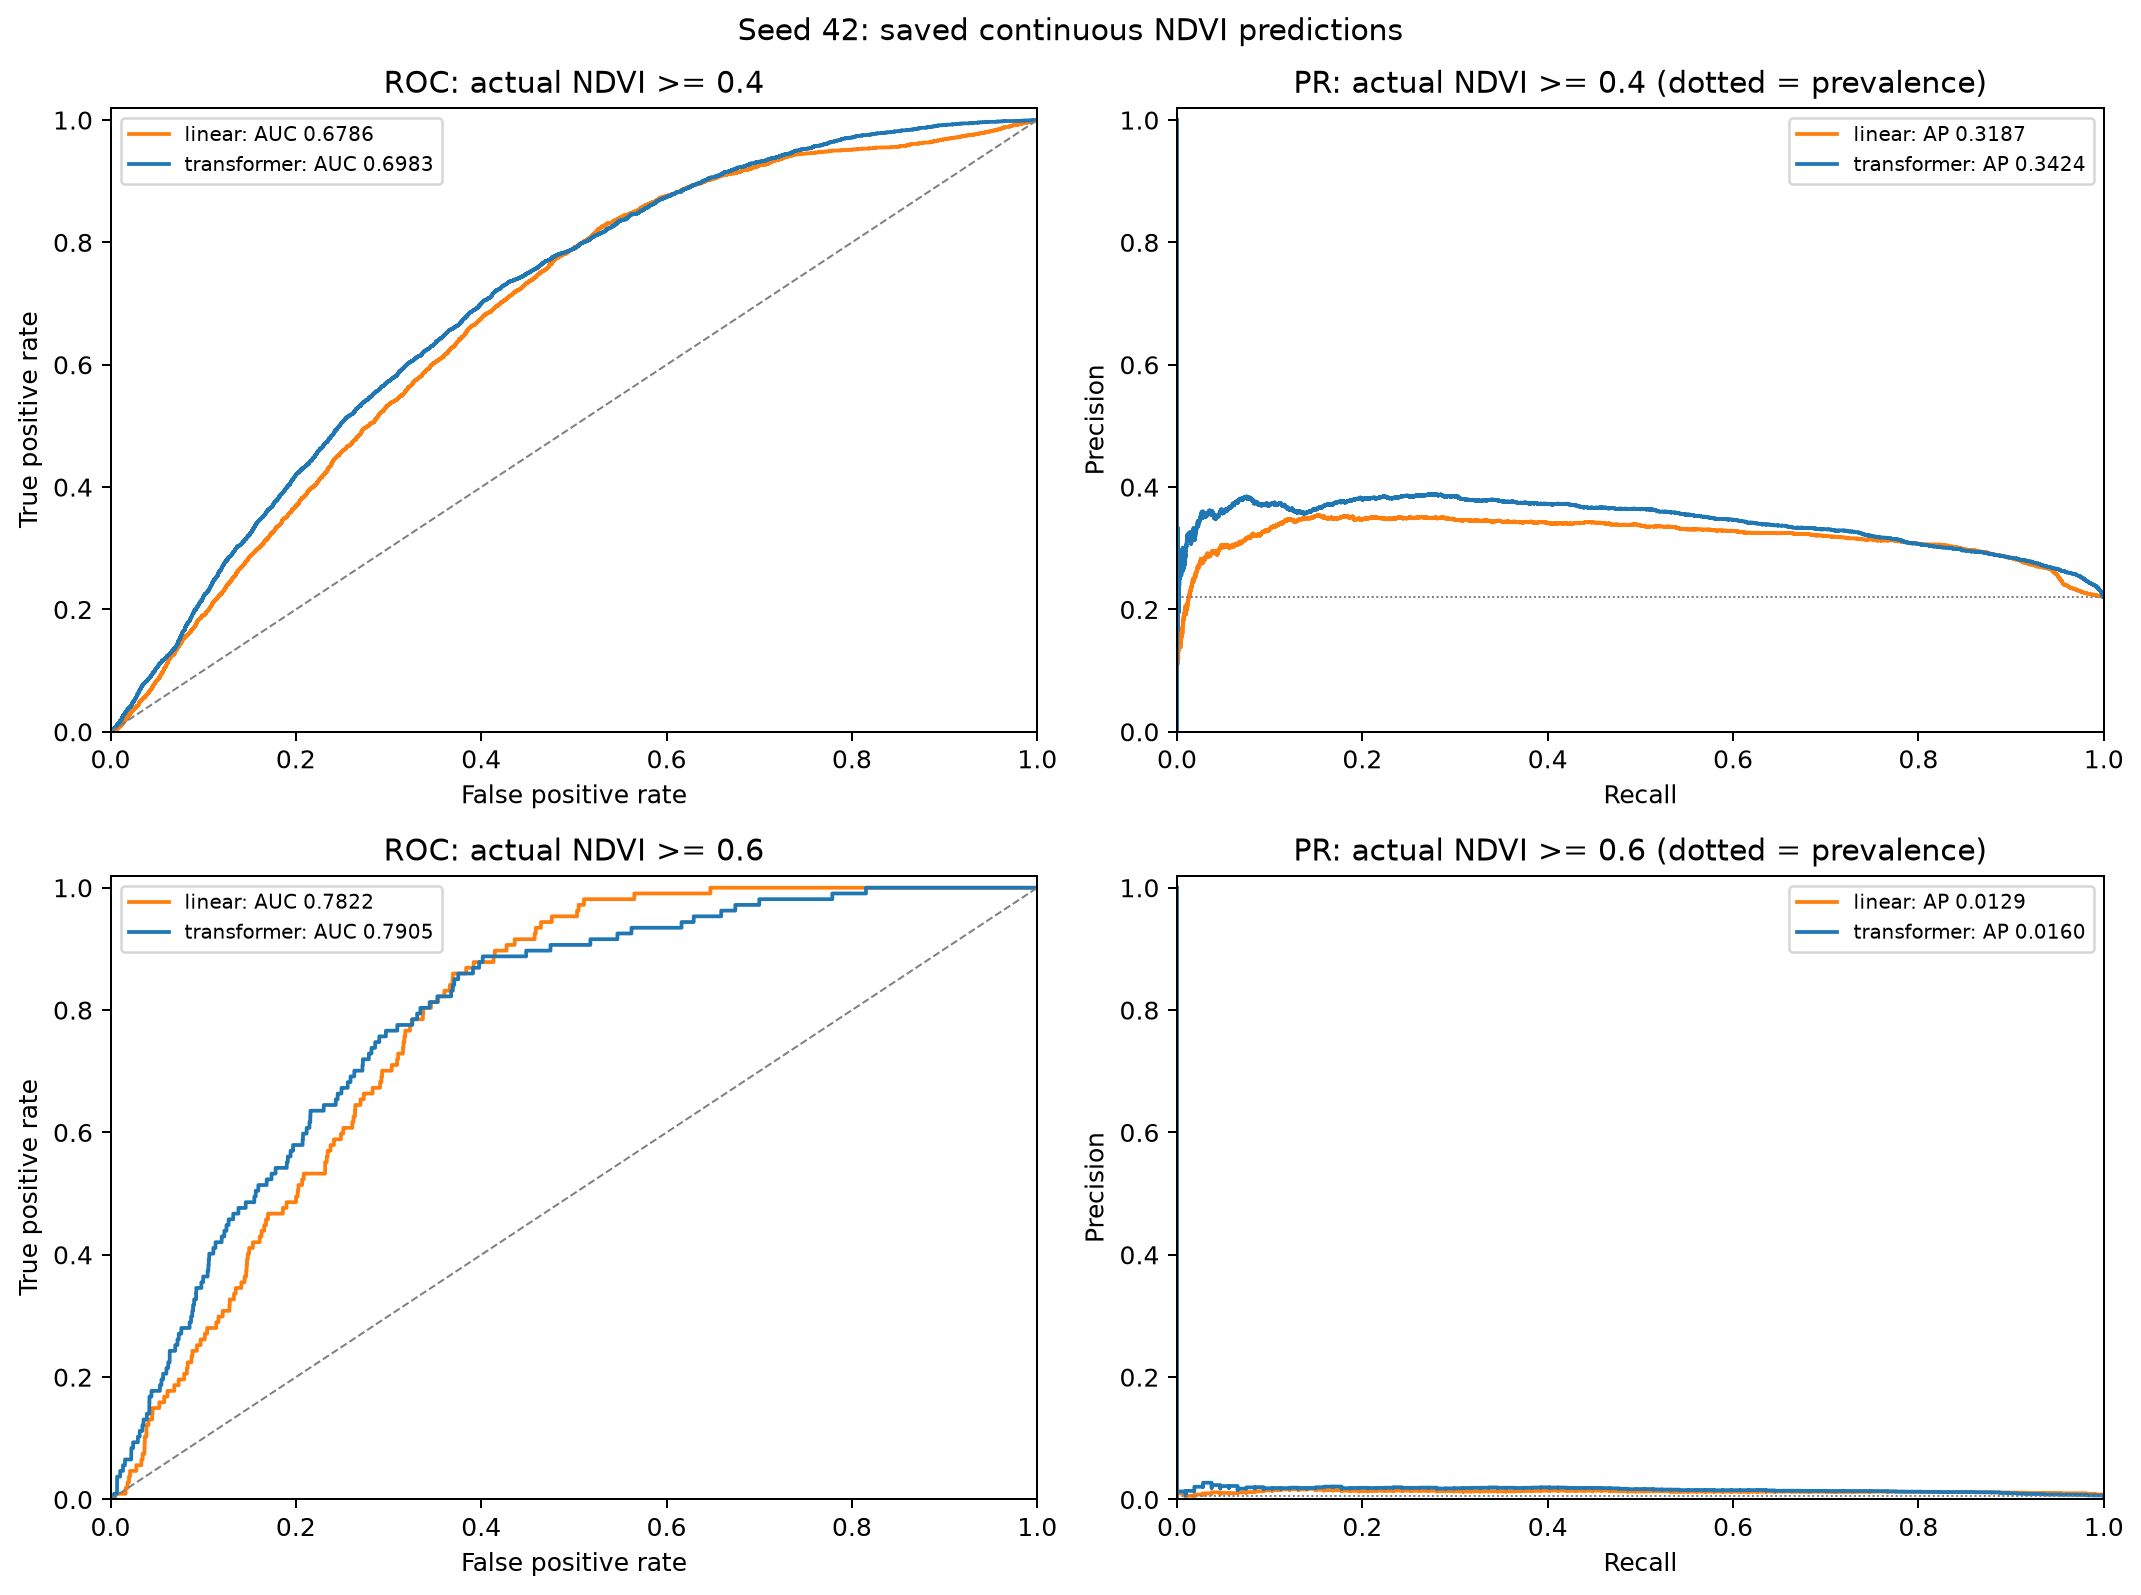 Seed 42: saved continuous NDVI predictions
ROC: actual NDVI >= 0.4
linear: AUC 0.6786
transformer: AUC 0.6983
True positive rate
1.0
0.8
0.6
0.4
0.2
0.0
0.0 0.2 0.4 0.6 0.8 1.0
False positive rate
PR: actual NDVI >= 0.4 (dotted = prevalence)
linear: AP 0.3187
transformer: AP 0.3424
Precision
1.0
0.8
0.6
0.4
0.2
0.0
0.0 0.2 0.4 0.6 0.8 1.0
Recall
ROC: actual NDVI >= 0.6
linear: AUC 0.7822
transformer: AUC 0.7905
True positive rate
1.0
0.8
0.6
0.4
0.2
0.0
0.0 0.2 0.4 0.6 0.8 1.0
False positive rate
PR: actual NDVI >= 0.6 (dotted = prevalence)
linear: AP 0.0129
transformer: AP 0.0160
Precision
1.0
0.8
0.6
0.4
0.2
0.0
0.0 0.2 0.4 0.6 0.8 1.0
Recall